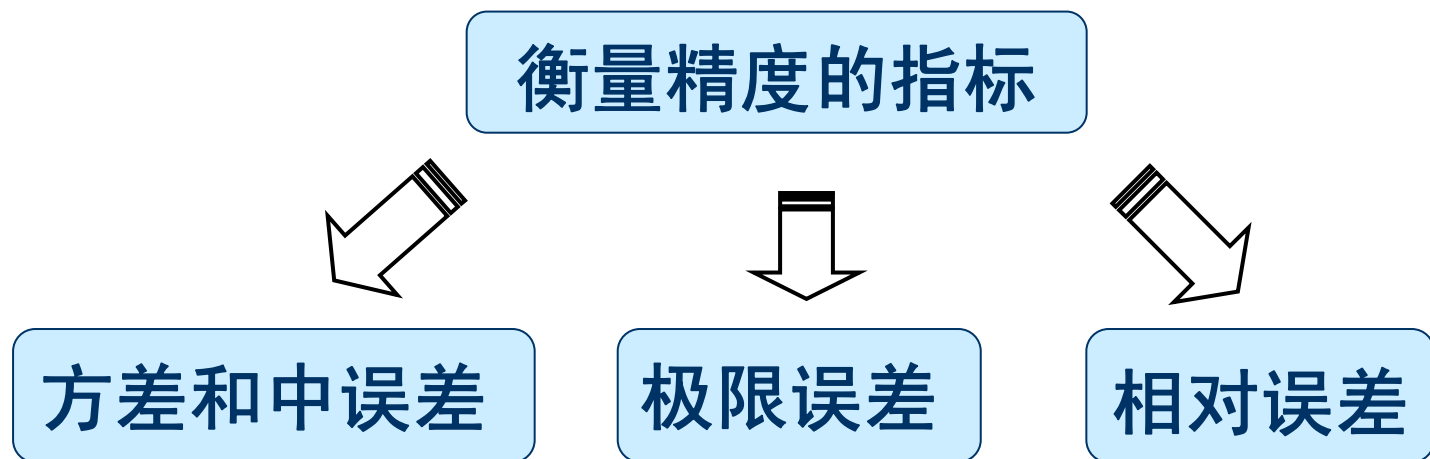 衡量精度的指标
方差和中误差
极限误差
相对误差